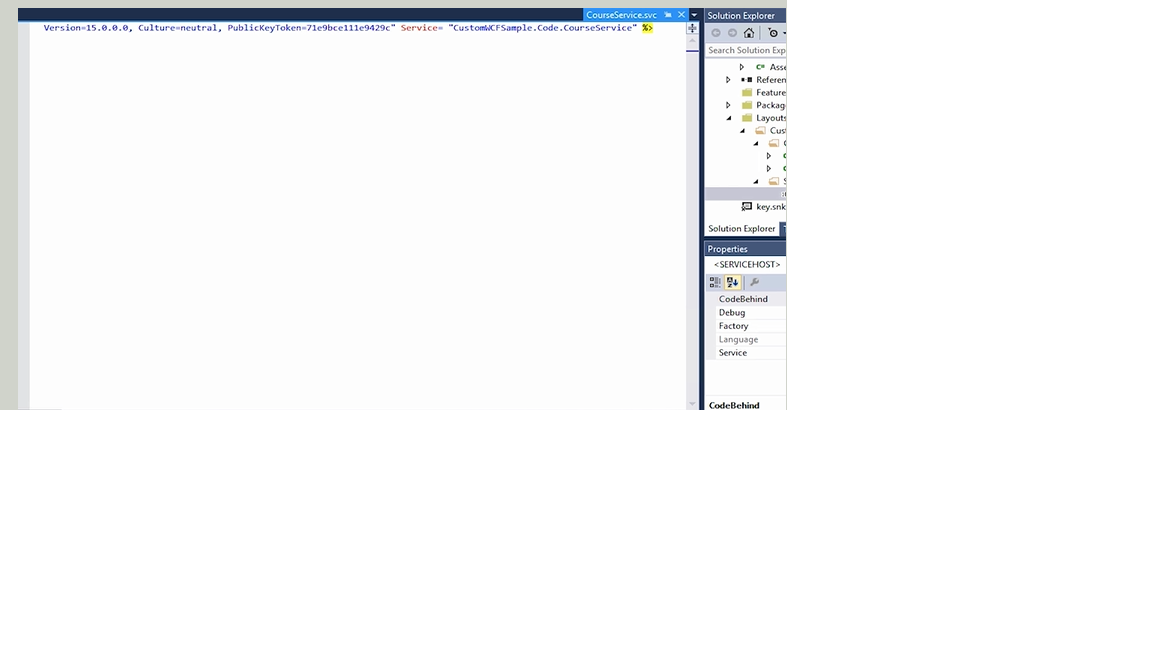 CourseService.svc
Version=15.0.0.0, Culture=neutral, PublicKeyToken=71e9bce111e9429c" Service= "CustomWCFSample.Code.CourseService" %>
Solution Explorer
Search Solution Exp
C# Asse
Referen
Feature
Packag
Layouts
Cust
key.snk
Solution Explorer
Properties
<SERVICEHOST>
CodeBehind
Debug
Factory
Language
Service
CodeBehind